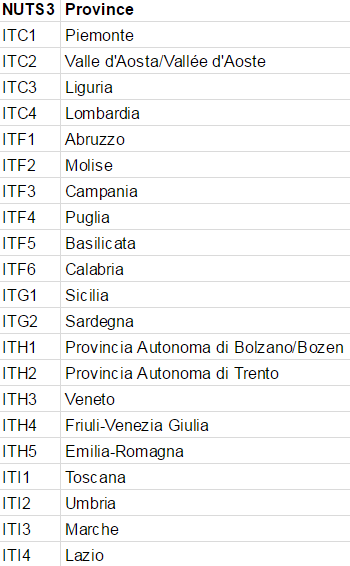 NUTS3 Province
ITC1 Piemonte
ITC2 Valle d'Aosta/Vallée d'Aoste
ITC3 Liguria
ITC4 Lombardia
ITF1 Abruzzo
ITF2 Molise
ITF3 Campania
ITF4 Puglia
ITF5 Basilicata
ITF6 Calabria
ITG1 Sicilia
ITG2 Sardegna
ITH1 Provincia Autonoma di Bolzano/Bozen
ITH2 Provincia Autonoma di Trento
ITH3 Veneto
ITH4 Friuli-Venezia Giulia
ITH5 Emilia-Romagna
ITI1 Toscana
ITI2 Umbria
ITI3 Marche
ITI4 Lazio